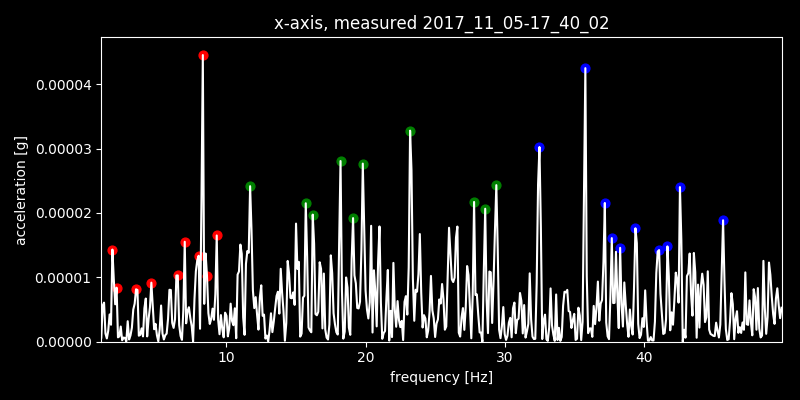 x-axis, measured 2017_11_05-17_40_02
acceleration [g]
0.00004
0.00003
0.00002
0.00001
0.00000
10 20 30 40
frequency [Hz]